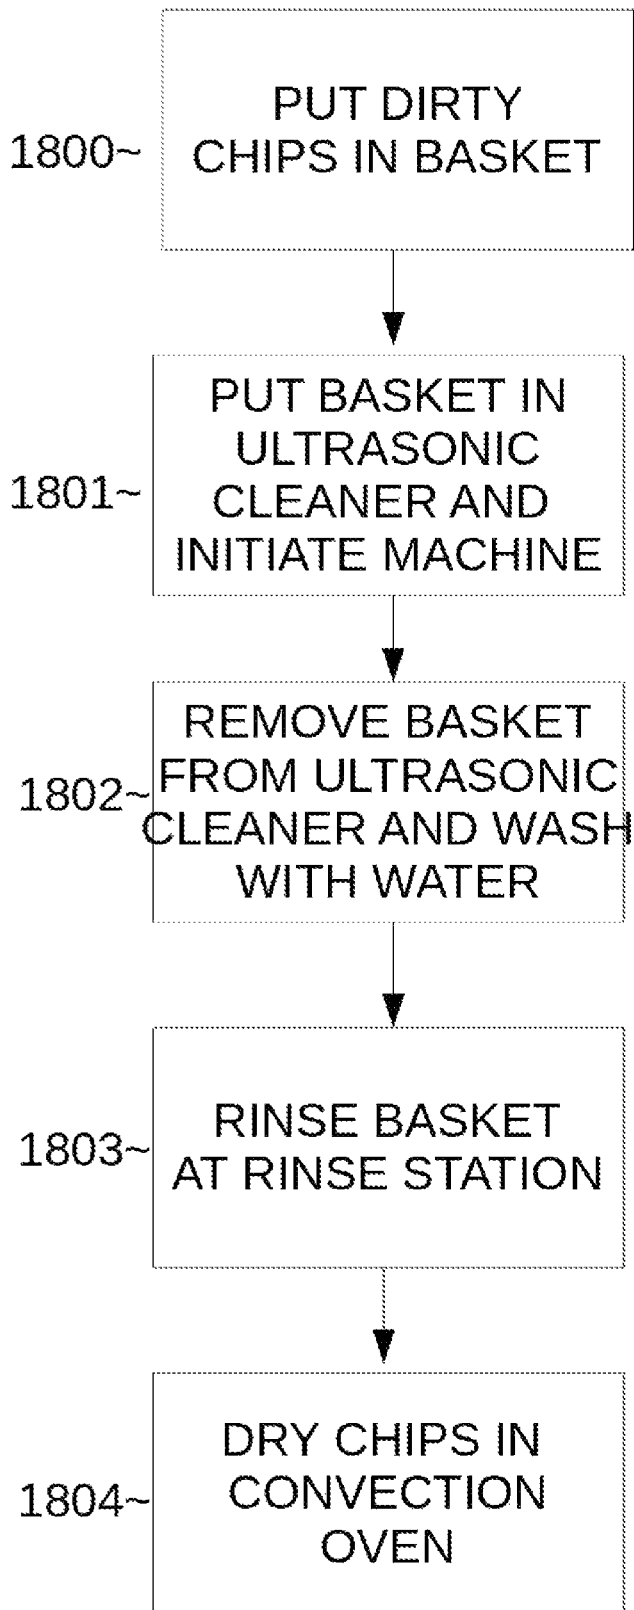 PUT DIRTY
1800~ CHIPS IN BASKET
PUT BASKET IN
ULTRASONIC
1801~ CLEANER AND
INITIATE MACHINE
REMOVE BASKET
FROM ULTRASONIC
1802~ CLEANER AND WASH
WITH WATER
RINSE BASKET
1803~ AT RINSE STATION
DRY CHIPS IN
1804~ CONVECTION
OVEN